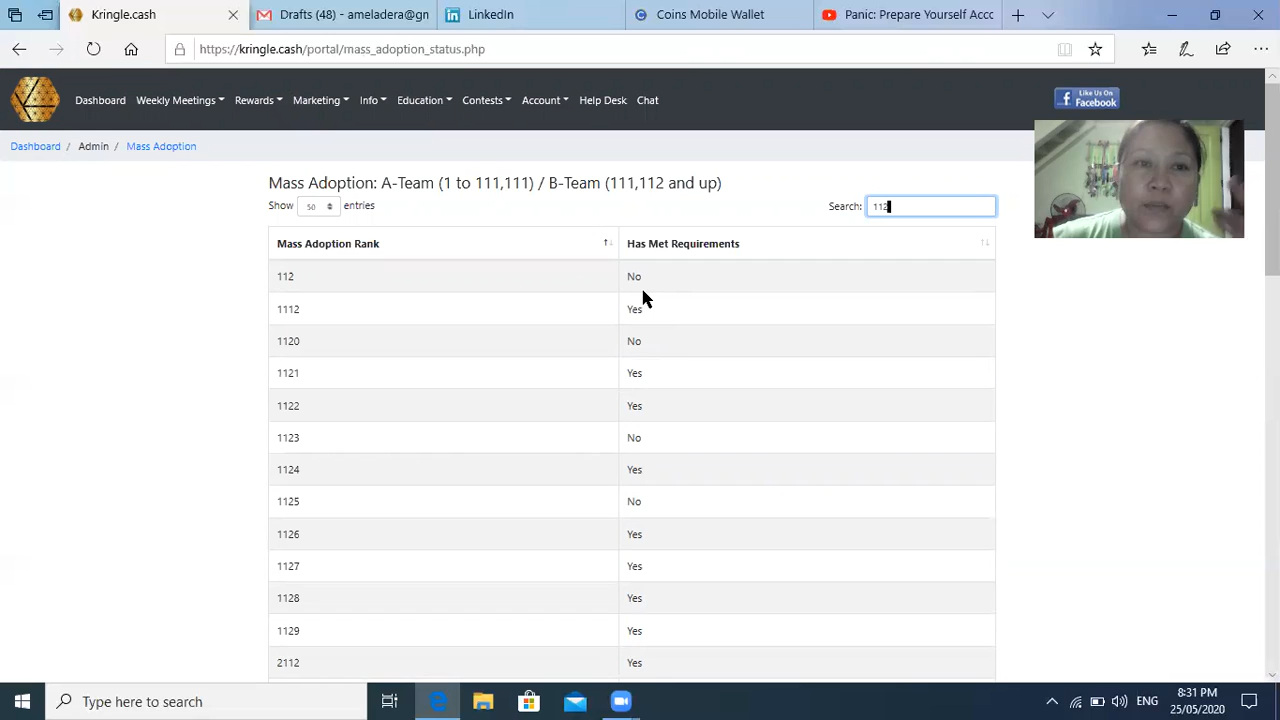 Kringle.cash
Drafts (48) - ameladera@gn
LinkedIn
Coins Mobile Wallet
Panic: Prepare Yourself Accc
https://kringle.cash/portal/mass_adoption_status.php
Dashboard Weekly Meetings Rewards Marketing Info Education Contests Account Help Desk Chat
Like Us On
Facebook
Dashboard / Admin / Mass Adoption
Mass Adoption: A-Team (1 to 111,111) / B-Team (111,112 and up)
Show 50 entries
Search: 112
Mass Adoption Rank Has Met Requirements
112 No
1112 Yes
1120 No
1121 Yes
1122 Yes
1123 No
1124 Yes
1125 No
1126 Yes
1127 Yes
1128 Yes
1129 Yes
2112 Yes
Type here to search
ENG
8:31 PM
25/05/2020